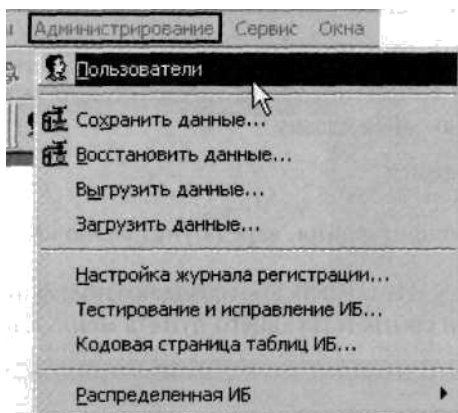 Администрирование Сервис Окна
Пользователи
Сохранить данные...
Восстановить данные...
Выгрузить данные...
Загрузить данные...
Настройка журнала регистрации...
Тестирование и исправление ИБ...
Кодовая страница таблиц ИБ...
Распределенная ИБ